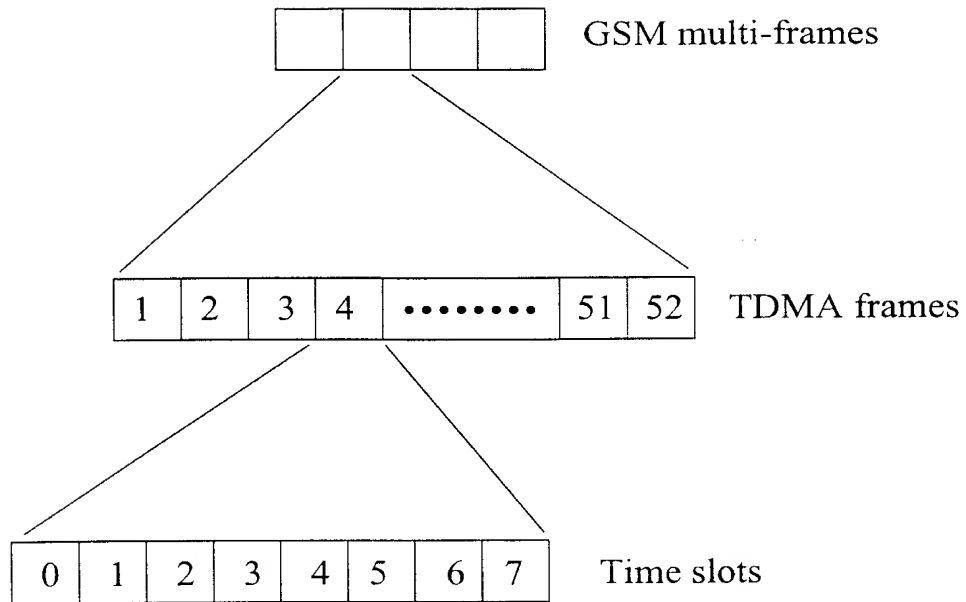 GSM multi-frames
1 2 3 4 ........ 51 52 TDMA frames
0 1 2 3 4 5 6 7 Time slots